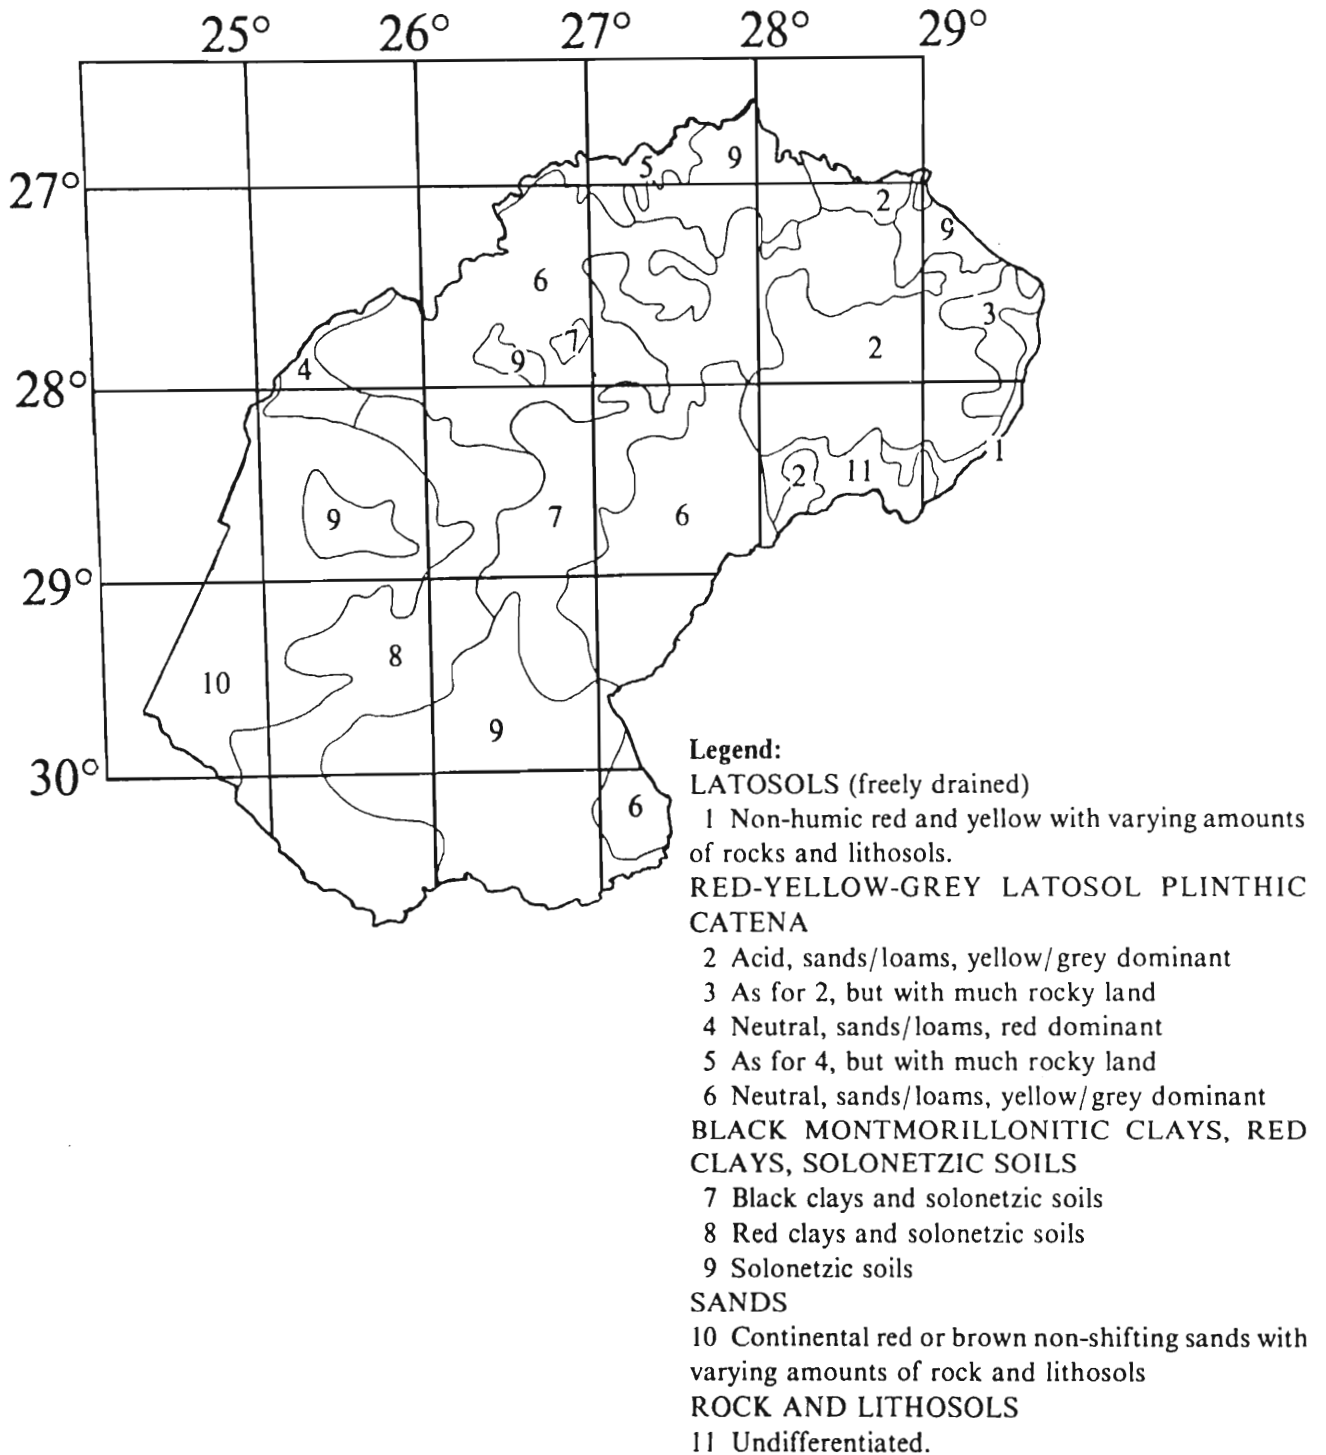 25° 26° 27° 28° 29°
5 9
27°
2
9
6
3
7
2
9
4
28°
1
2 11
9 7 6
29°
8
10
9
30°
6
Legend:
LATOSOLS (freely drained)
1 Non-humic red and yellow with varying amounts
of rocks and lithosols.
RED-YELLOW-GREY LATOSOL PLINTHIC
CATENA
2 Acid, sands/loams, yellow/grey dominant
3 As for 2, but with much rocky land
4 Neutral, sands/loams, red dominant
5 As for 4, but with much rocky land
6 Neutral, sands/loams, yellow/grey dominant
BLACK MONTMORILLONITIC CLAYS, RED
CLAYS, SOLONETZIC SOILS
7 Black clays and solonetzic soils
8 Red clays and solonetzic soils
9 Solonetzic soils
SANDS
10 Continental red or brown non-shifting sands with
varying amounts of rock and lithosols
ROCK AND LITHOSOLS
11 Undifferentiated.